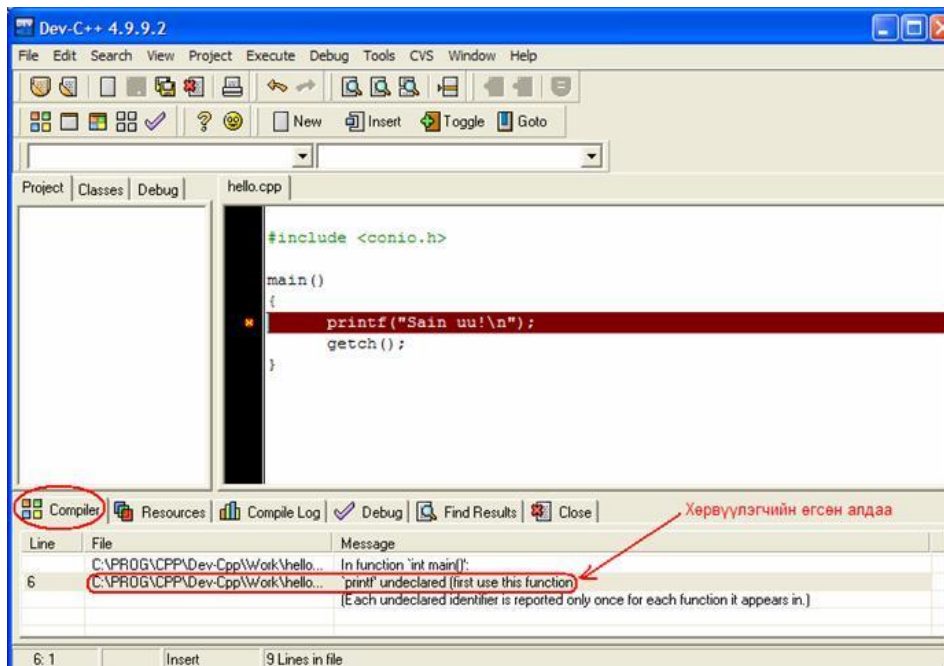 Dev-C++ 4.9.9.2
File Edit Search View Project Execute Debug Tools CVS Window Help
New Insert Toggle Goto
Project Classes Debug hello.cpp
#include <conio.h>
main()
{
printf("Sain uu!\n");
getch();
}
Compiler Resources Compile Log Debug Find Results Close
Хөрвүүлэгчийн өгсөн алдаа
Line File Message
C:\PROG\CPP\Dev-Cpp\Work\hello... In function `int main()':
6 C:\PROG\CPP\Dev-Cpp\Work\hello... `printf' undeclared (first use this function)
(Each undeclared identifier is reported only once for each function it appears in.)
6: 1 Insert 9 Lines in file